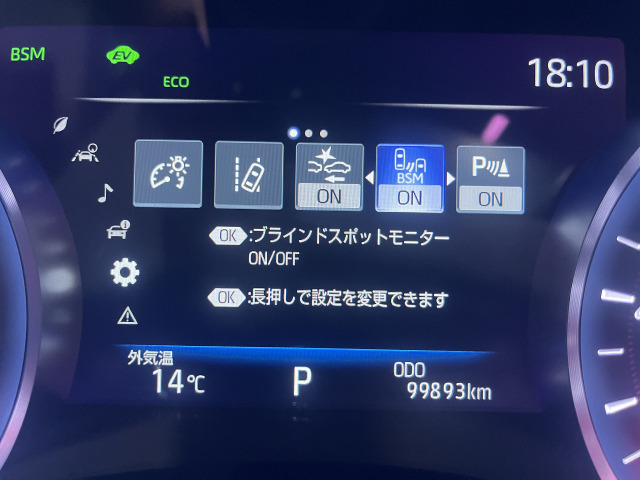 BSM
EV
ECO
18:10
ON
BSM
ON
P
ON
OK :ブラインドスポットモニター
ON/OFF
OK :長押しで設定を変更できます
外気温
14℃
P
ODO
99893km